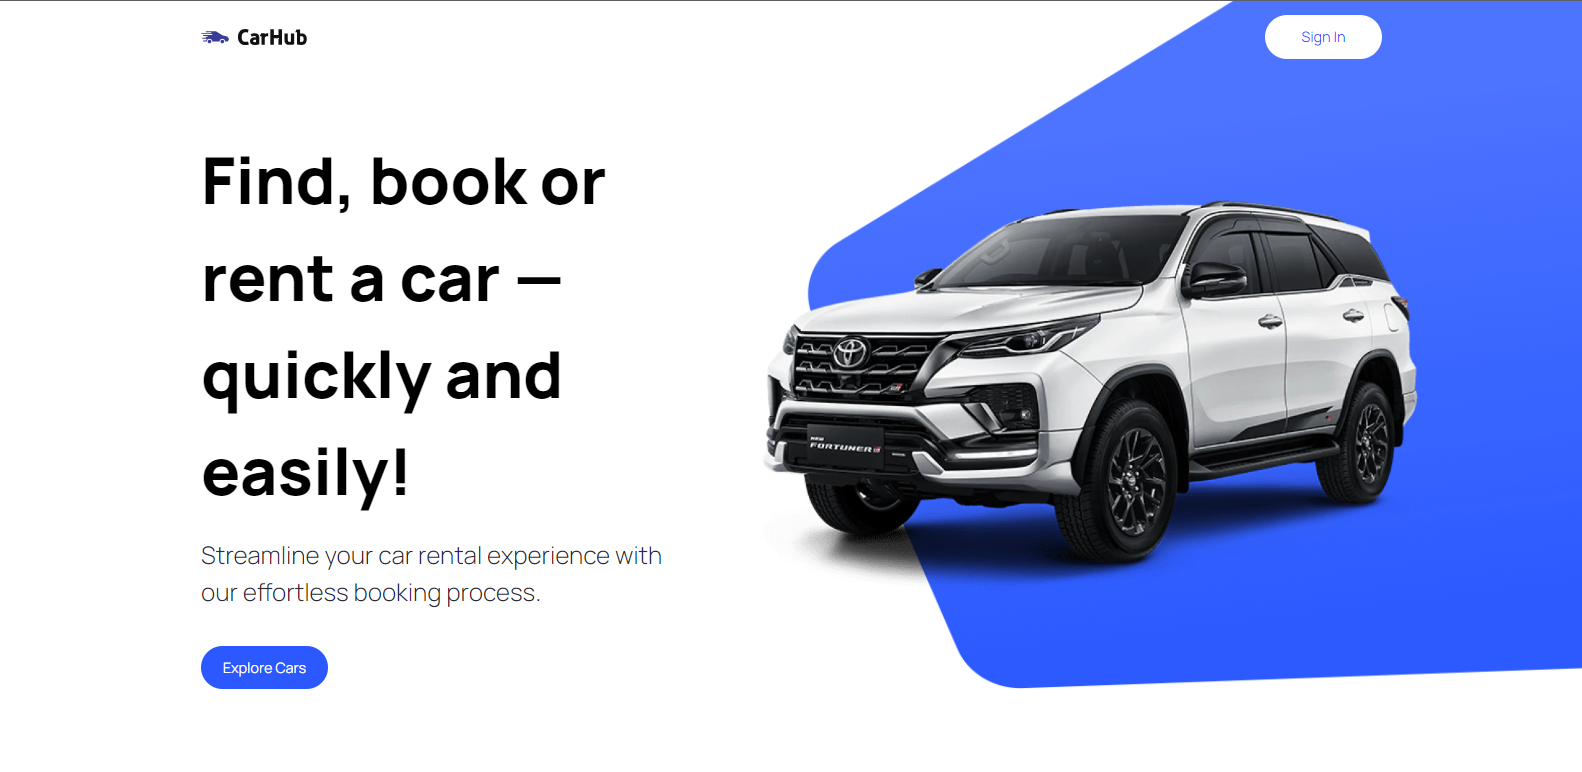 CarHub
Sign In
Find, book or
rent a car —
quickly and
easily!
Streamline your car rental experience with
our effortless booking process.
Explore Cars
NEW
FORTUNER